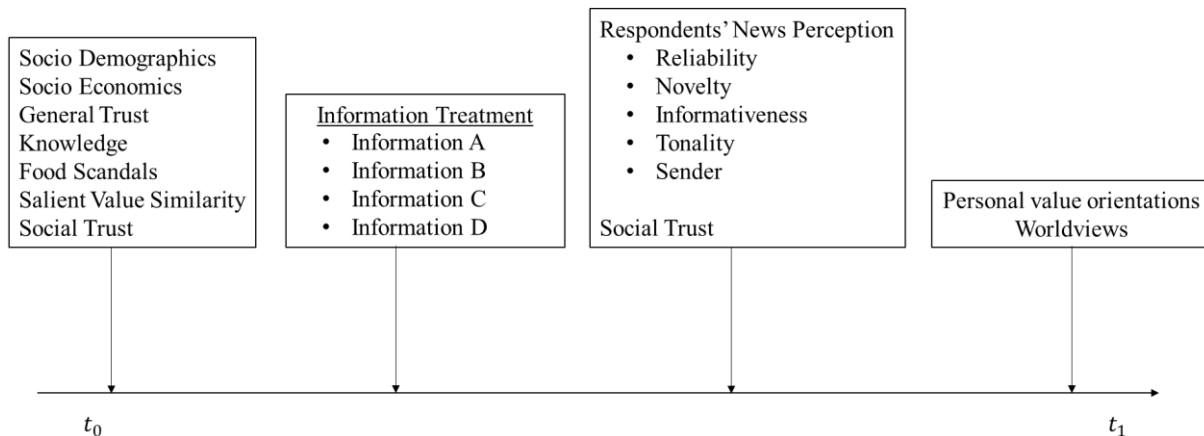 Socio Demographics
Socio Economics
General Trust
Knowledge
Food Scandals
Salient Value Similarity
Social Trust
Information Treatment
• Information A
• Information B
• Information C
• Information D
Respondents' News Perception
• Reliability
• Novelty
• Informativeness
• Tonality
• Sender
Social Trust
Personal value orientations
Worldviews
t₀
t₁